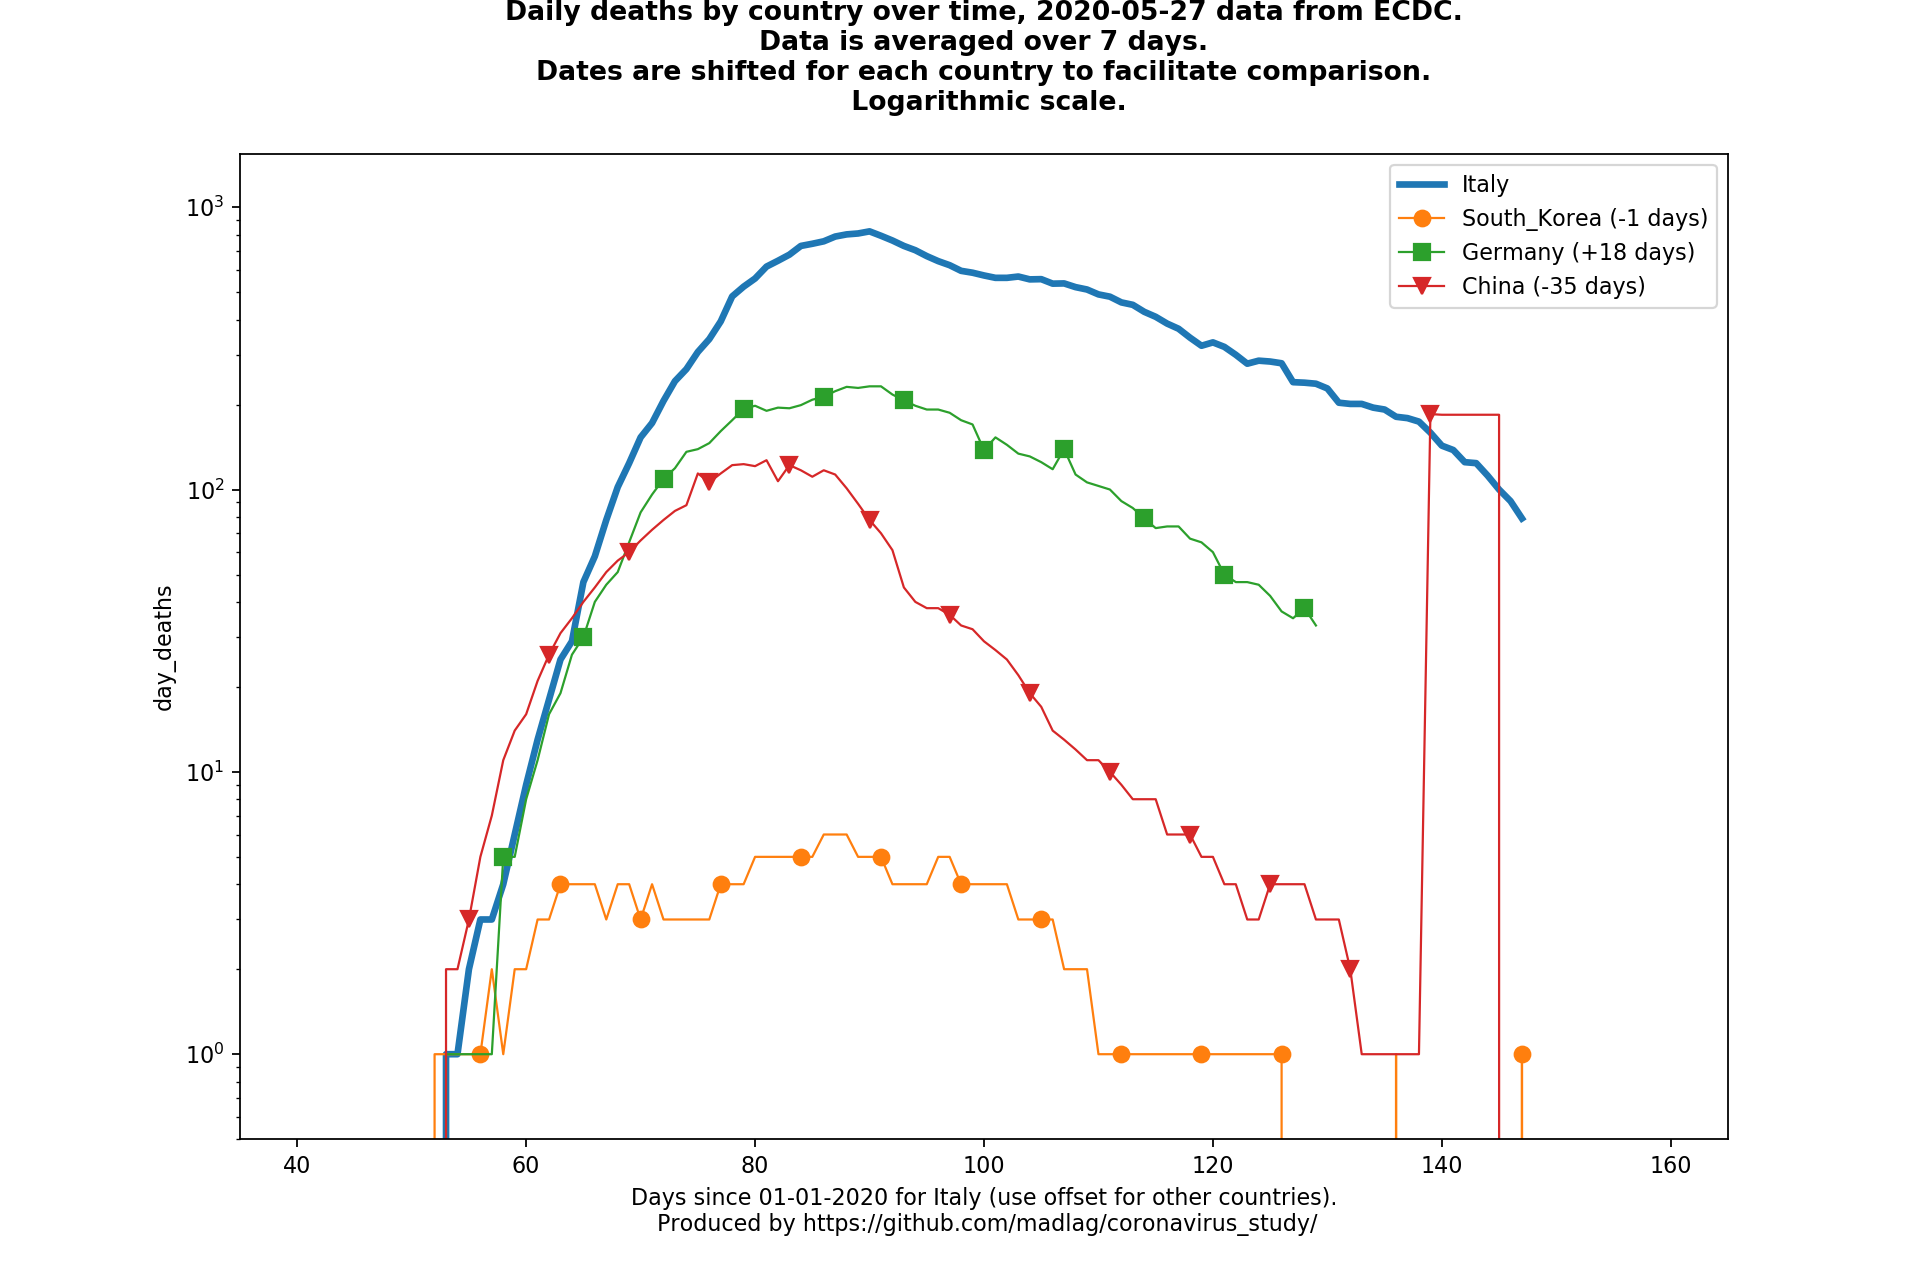 Daily deaths by country over time, 2020-05-27 data from ECDC.
Data is averaged over 7 days.
Dates are shifted for each country to facilitate comparison.
Logarithmic scale.
Italy
South_Korea (-1 days)
Germany (+18 days)
China (-35 days)
10³
10²
10¹
10⁰
day_deaths
40 60 80 100 120 140 160
Days since 01-01-2020 for Italy (use offset for other countries).
Produced by https://github.com/madlag/coronavirus_study/